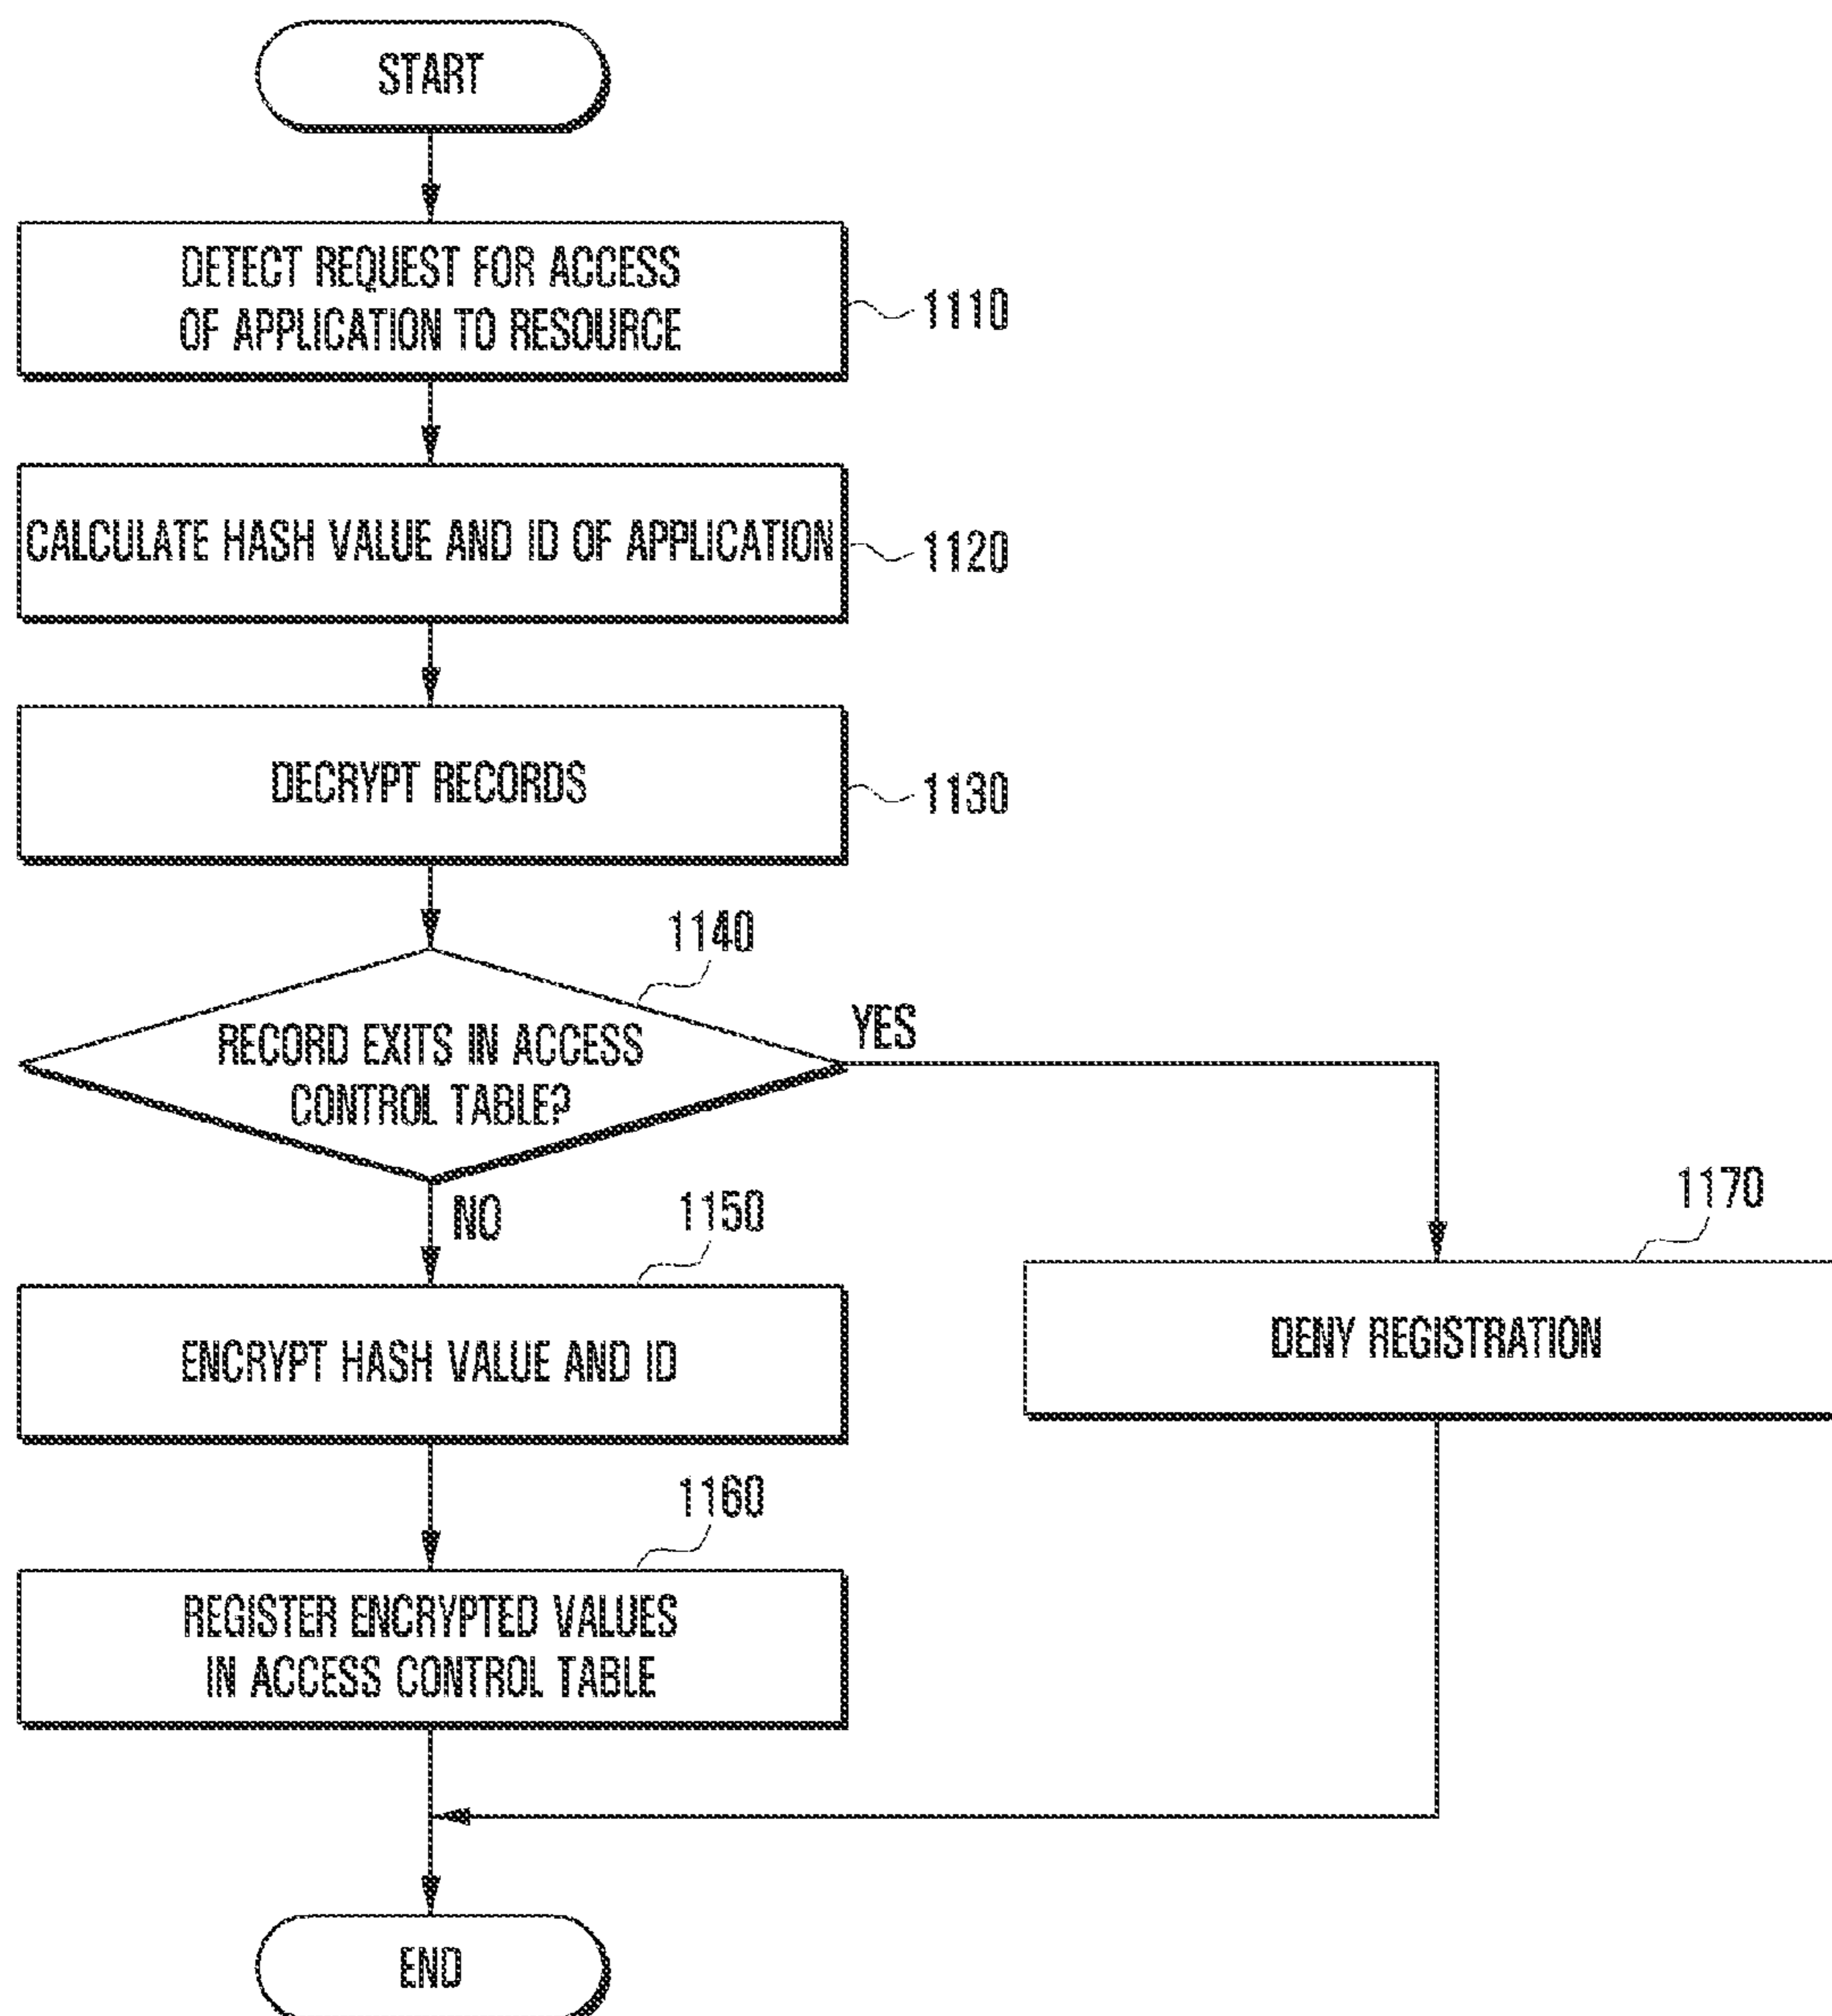 START
DETECT REQUEST FOR ACCESS
OF APPLICATION TO RESOURCE
1110
CALCULATE HASH VALUE AND ID OF APPLICATION
1120
DECRYPT RECORDS
1130
1140
RECORD EXITS IN ACCESS
CONTROL TABLE?
YES
NO
1150
ENCRYPT HASH VALUE AND ID
1170
DENY REGISTRATION
1160
REGISTER ENCRYPTED VALUES
IN ACCESS CONTROL TABLE
END